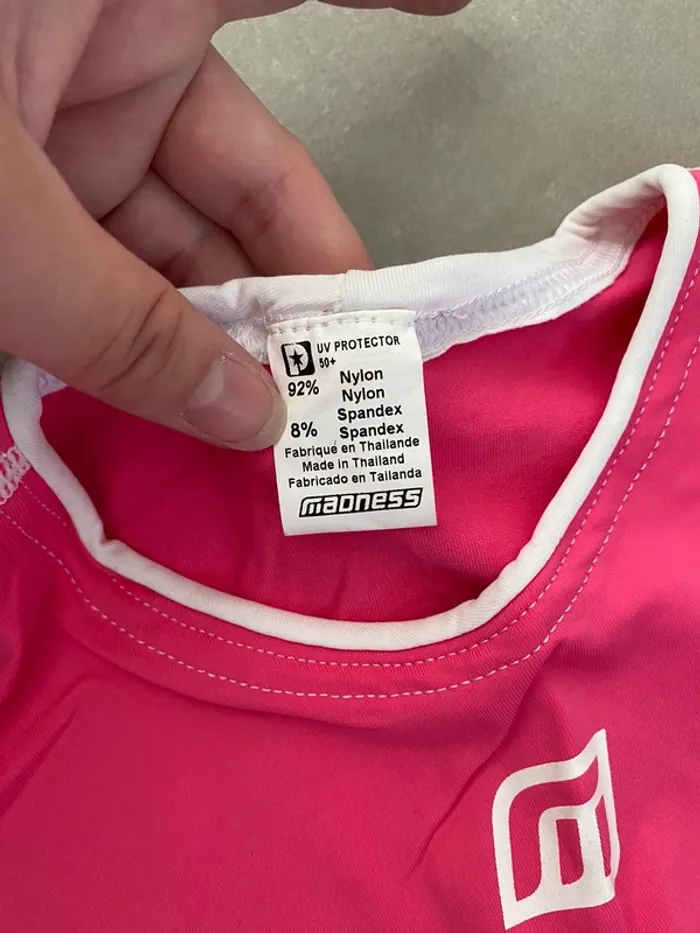 UV PROTECTOR
50+
92% Nylon
Nylon
Spandex
8% Spandex
Fabriqué en Thailande
Made in Thailand
Fabricado en Tailanda
MADNESS